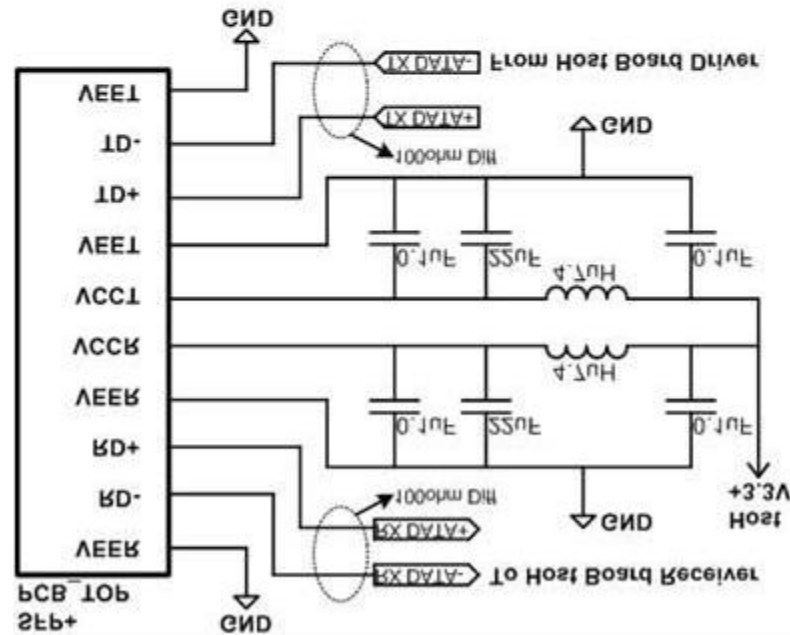 SFP+
PCB_TOP
GND
VEER
RX DATA- To Host Board Receiver
RD-
RX DATA+
GND
+3.3V
Host
100ohm Diff
RD+
VEER
0.1uF 22uF 0.1uF
4.7uH
VCCR
VCCT
4.7uH
0.1uF 22uF 0.1uF
VEET
TD+
100ohm Diff
GND
TX DATA+
TD-
TX DATA- From Host Board Driver
VEET
GND